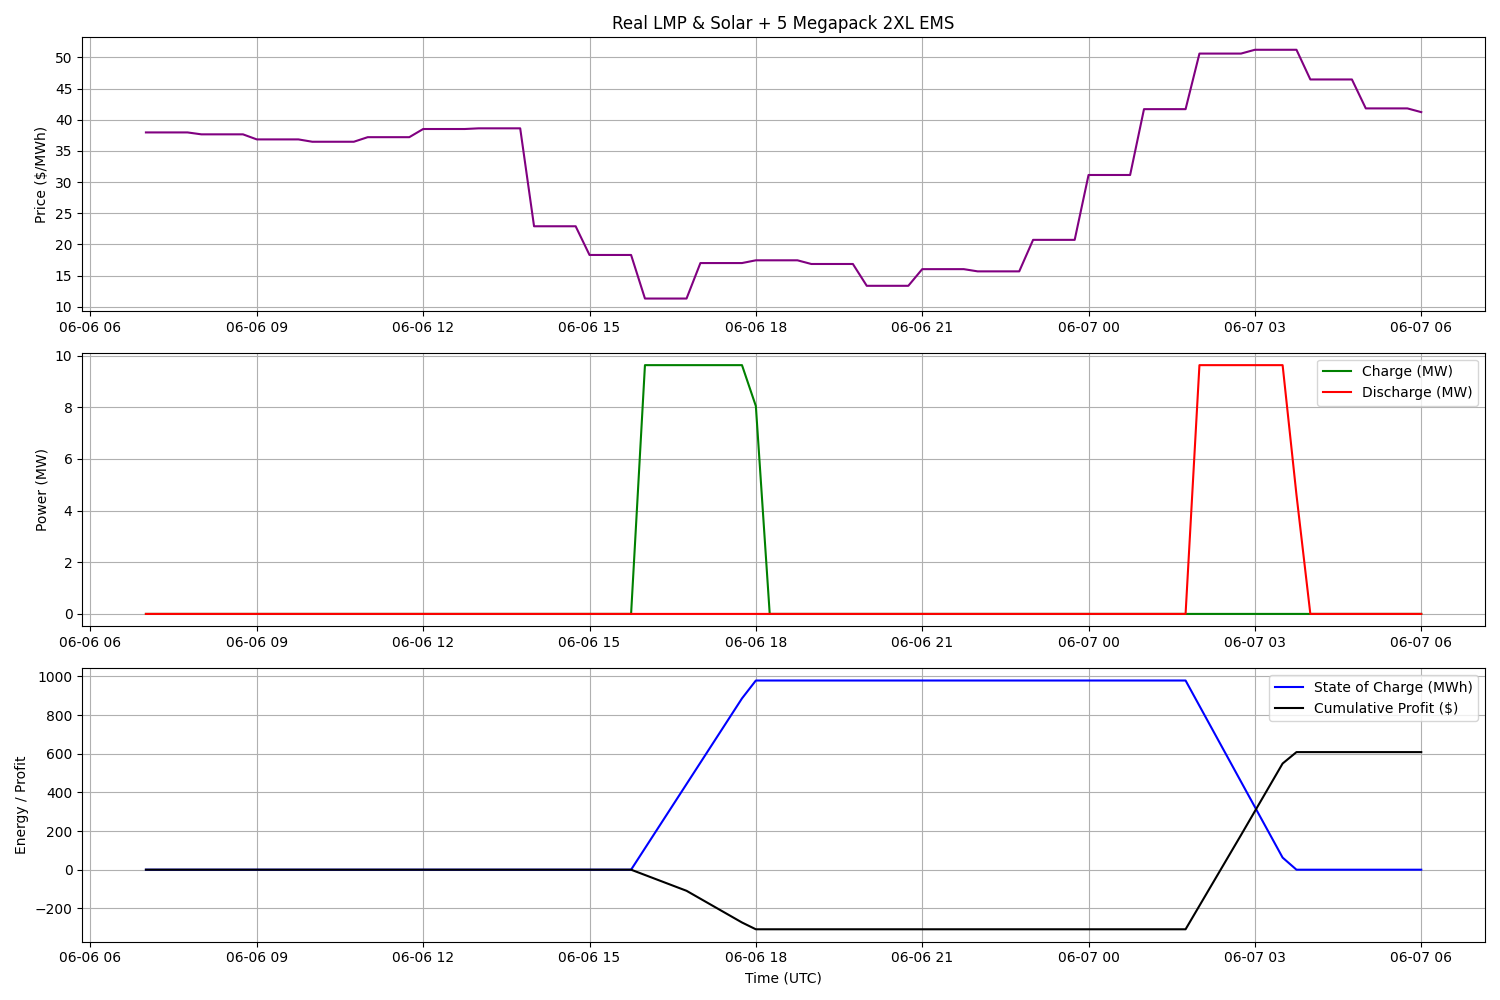 Real LMP & Solar + 5 Megapack 2XL EMS
Price ($/MWh)
50
45
40
35
30
25
20
15
10
06-06 06 06-06 09 06-06 12 06-06 15 06-06 18 06-06 21 06-07 00 06-07 03 06-07 06
Power (MW)
10
8
6
4
2
0
Charge (MW)
Discharge (MW)
06-06 06 06-06 09 06-06 12 06-06 15 06-06 18 06-06 21 06-07 00 06-07 03 06-07 06
Energy / Profit
1000
800
600
400
200
0
−200
State of Charge (MWh)
Cumulative Profit ($)
06-06 06 06-06 09 06-06 12 06-06 15 06-06 18 06-06 21 06-07 00 06-07 03 06-07 06
Time (UTC)